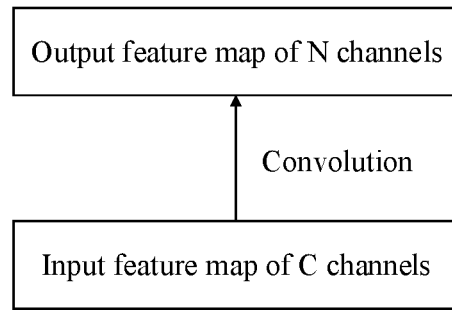 Output feature map of N channels
Convolution
Input feature map of C channels